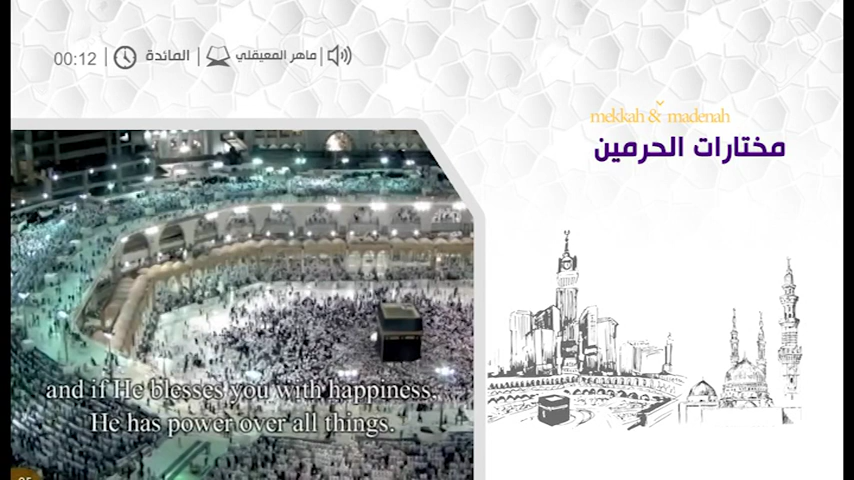 ماهر المعيقلي | المائدة | 00:12
mekkah & madenah
مختارات الحرمين
and if He blesses you with happiness.
He has power over all things.